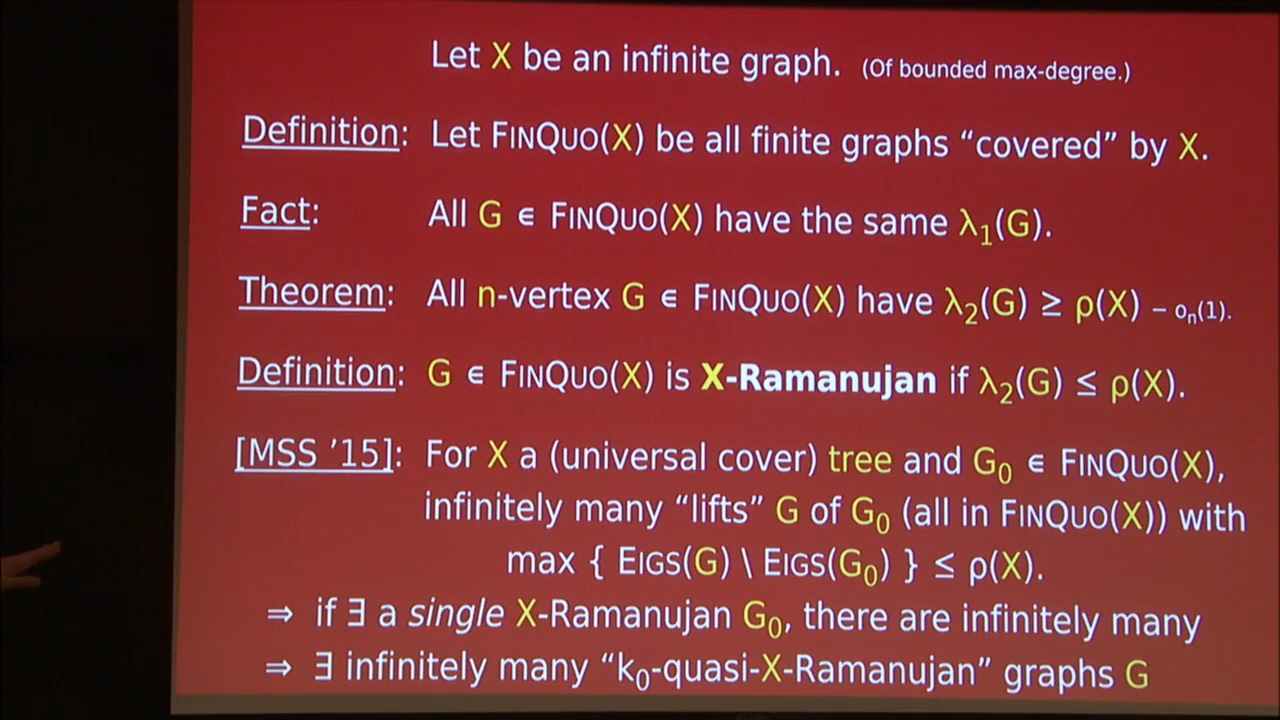 Let X be an infinite graph. (Of bounded max-degree.)
Definition: Let FINQUO(X) be all finite graphs “covered” by X.
Fact: All G ∈ FINQUO(X) have the same λ₁(G).
Theorem: All n-vertex G ∈ FINQUO(X) have λ₂(G) ≥ ρ(X) – oₙ(1).
Definition: G ∈ FINQUO(X) is X-Ramanujan if λ₂(G) ≤ ρ(X).
[MSS ’15]: For X a (universal cover) tree and G₀ ∈ FINQUO(X),
infinitely many “lifts” G of G₀ (all in FINQUO(X)) with
max { EIGS(G) \ EIGS(G₀) } ≤ ρ(X).
⇒ if ∃ a single X-Ramanujan G₀, there are infinitely many
⇒ ∃ infinitely many “k₀-quasi-X-Ramanujan” graphs G